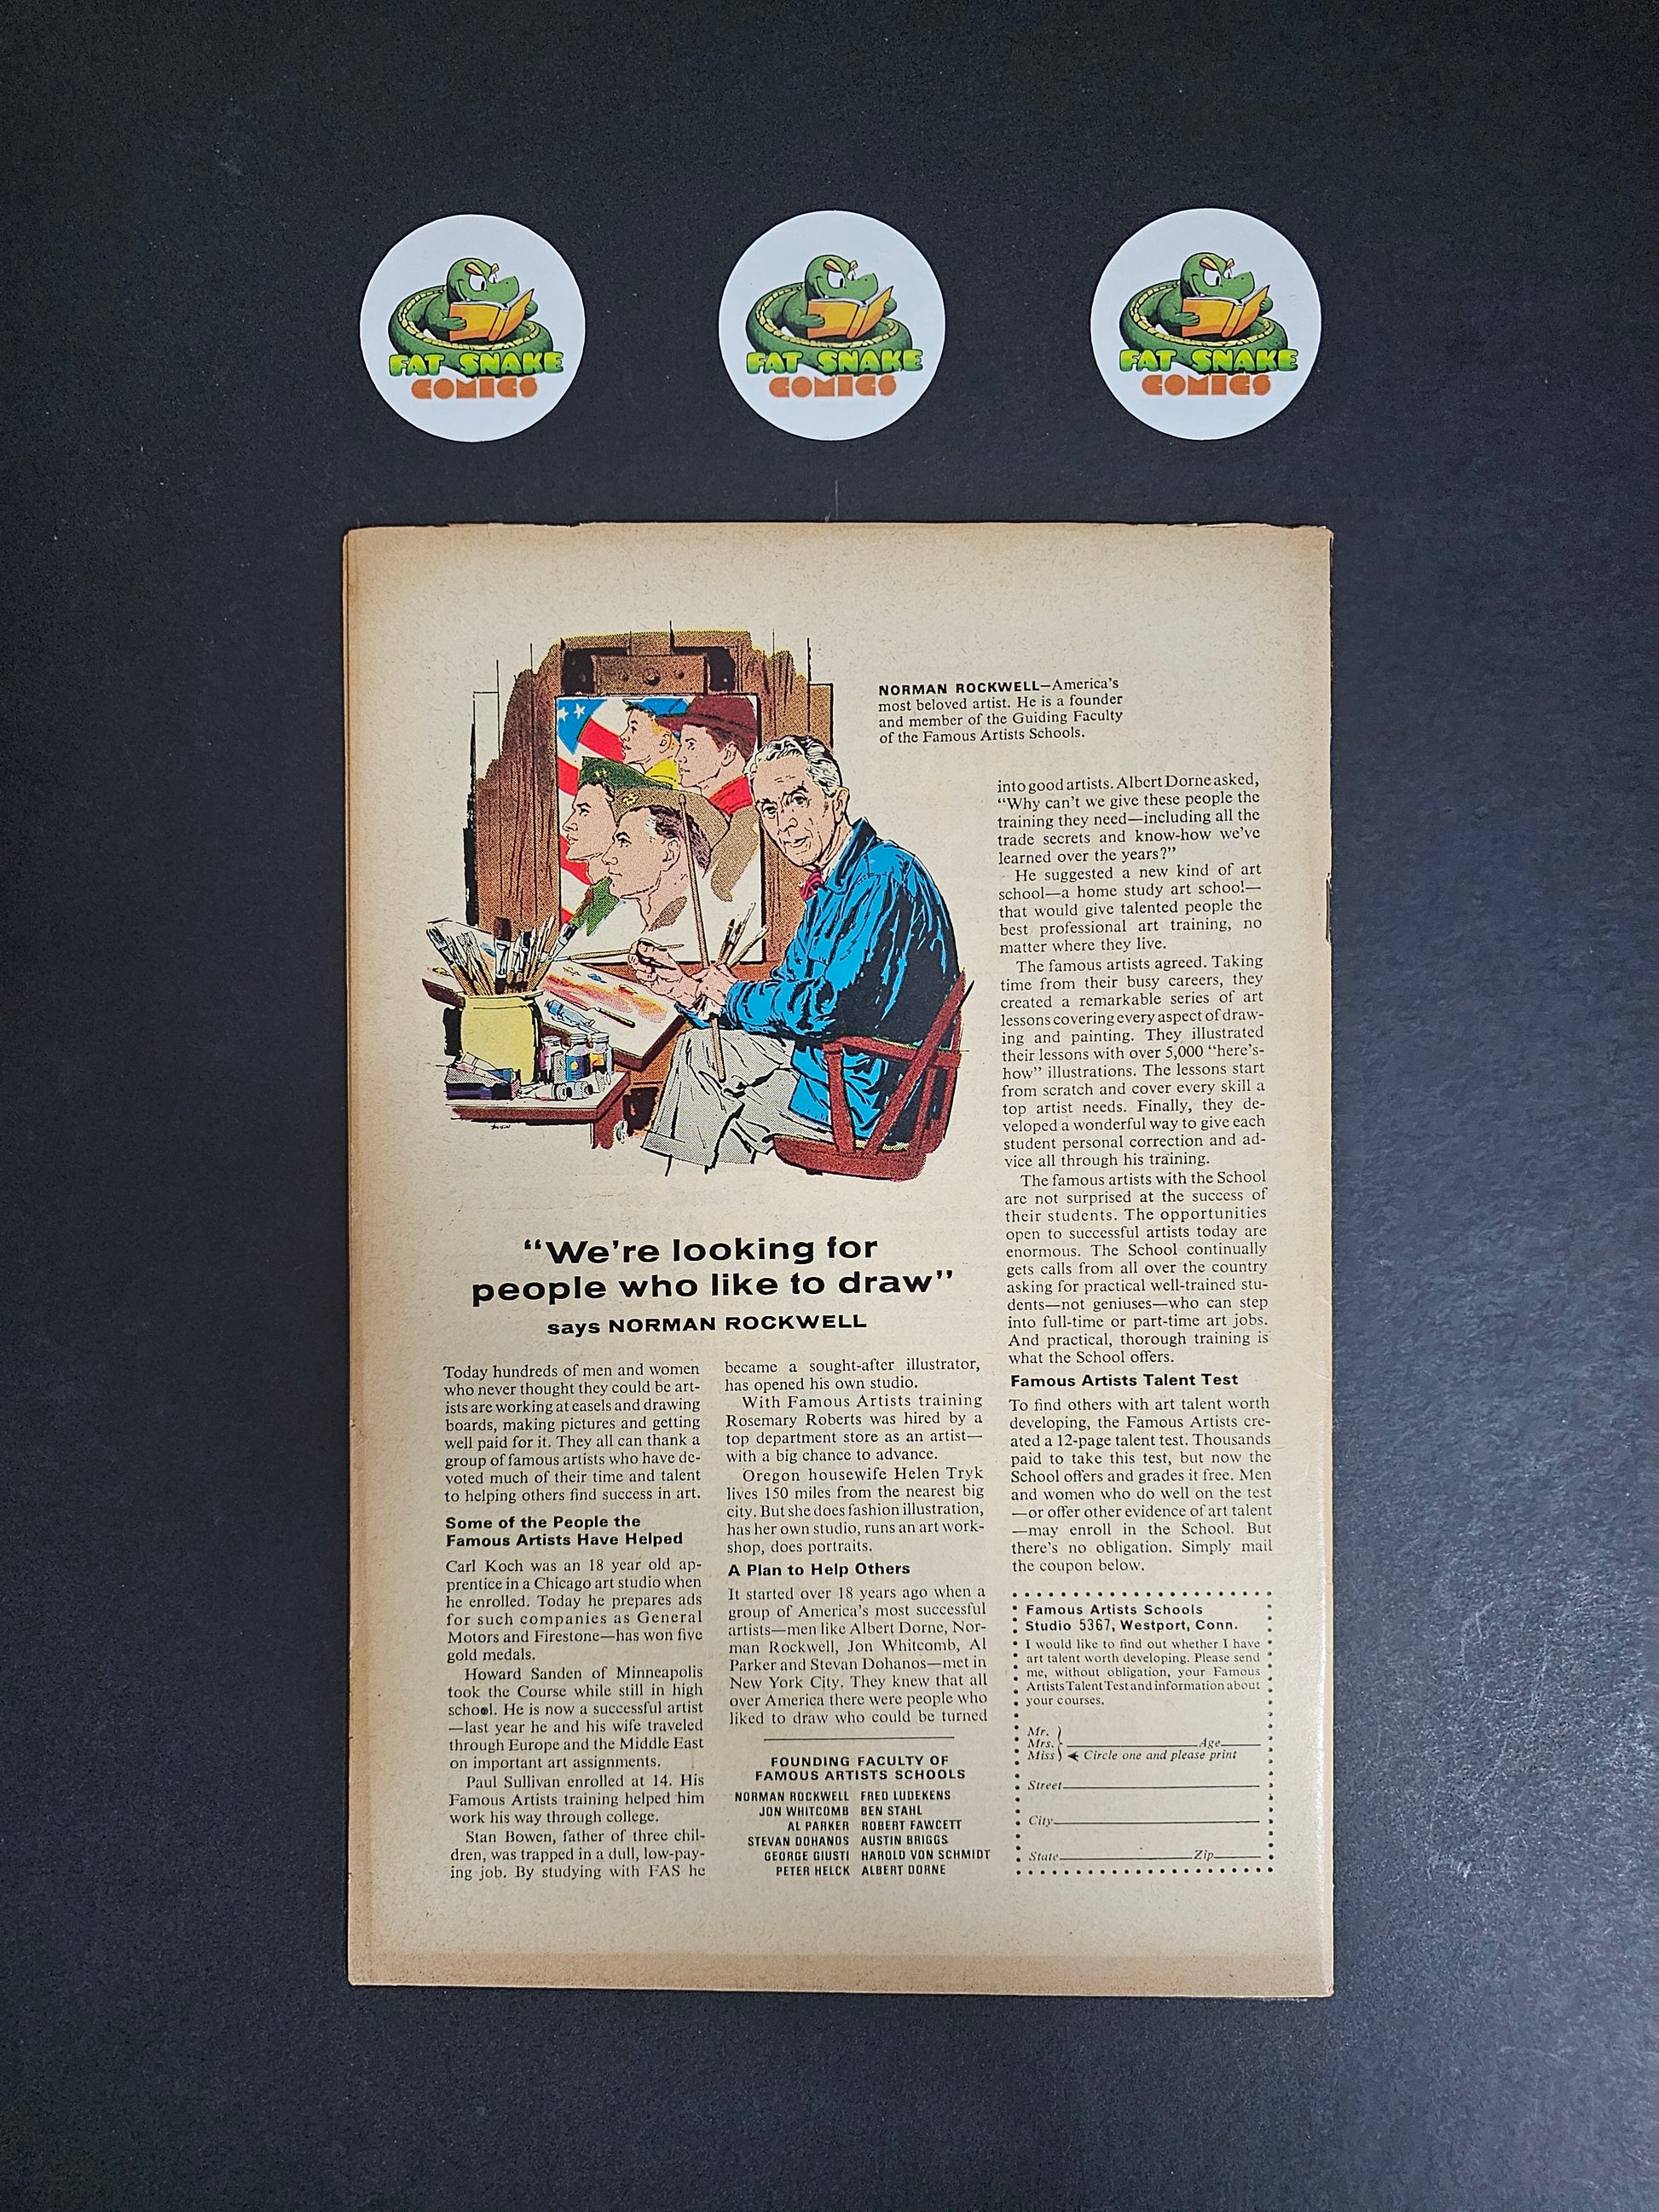 FAT SNAKE
COMICS
FAT SNAKE
COMICS
FAT SNAKE
COMICS
NORMAN ROCKWELL—America's
most beloved artist. He is a founder
and member of the Guiding Faculty
of the Famous Artists Schools.
"We're looking for
people who like to draw"
says NORMAN ROCKWELL
Today hundreds of men and women
who never thought they could be art-
ists are working at easels and drawing
boards, making pictures and getting
well paid for it. They all can thank a
group of famous artists who have de-
voted much of their time and talent
to helping others find success in art.
Some of the People the
Famous Artists Have Helped
Carl Koch was an 18 year old ap-
prentice in a Chicago art studio when
he enrolled. Today he prepares ads
for such companies as General
Motors and Firestone—has won five
gold medals.
Howard Sanden of Minneapolis
took the Course while still in high
school. He is now a successful artist
—last year he and his wife traveled
through Europe and the Middle East
on important art assignments.
Paul Sullivan enrolled at 14. His
Famous Artists training helped him
work his way through college.
Stan Bowen, father of three chil-
dren, was trapped in a dull, low-pay-
ing job. By studying with FAS he
became a sought-after illustrator,
has opened his own studio.
With Famous Artists training
Rosemary Roberts was hired by a
top department store as an artist—
with a big chance to advance.
Oregon housewife Helen Tryk
lives 150 miles from the nearest big
city. But she does fashion illustration,
has her own studio, runs an art work-
shop, does portraits.
A Plan to Help Others
It started over 18 years ago when a
group of America's most successful
artists—men like Albert Dorne, Nor-
man Rockwell, Jon Whitcomb, Al
Parker and Stevan Dohanos—met in
New York City. They knew that all
over America there were people who
liked to draw who could be turned
FOUNDING FACULTY OF
FAMOUS ARTISTS SCHOOLS
NORMAN ROCKWELL FRED LUDEKENS
JON WHITCOMB BEN STAHL
AL PARKER ROBERT FAWCETT
STEVAN DOHANOS AUSTIN BRIGGS
GEORGE GIUSTI HAROLD VON SCHMIDT
PETER HELCK ALBERT DORNE
into good artists. Albert Dorne asked,
"Why can't we give these people the
training they need—including all the
trade secrets and know-how we've
learned over the years?"
He suggested a new kind of art
school—a home study art school—
that would give talented people the
best professional art training, no
matter where they live.
The famous artists agreed. Taking
time from their busy careers, they
created a remarkable series of art
lessons covering every aspect of draw-
ing and painting. They illustrated
their lessons with over 5,000 "here's-
how" illustrations. The lessons start
from scratch and cover every skill a
top artist needs. Finally, they de-
veloped a wonderful way to give each
student personal correction and ad-
vice all through his training.
The famous artists with the School
are not surprised at the success of
their students. The opportunities
open to successful artists today are
enormous. The School continually
gets calls from all over the country
asking for practical well-trained stu-
dents—not geniuses—who can step
into full-time or part-time art jobs.
And practical, thorough training is
what the School offers.
Famous Artists Talent Test
To find others with art talent worth
developing, the Famous Artists cre-
ated a 12-page talent test. Thousands
paid to take this test, but now the
School offers and grades it free. Men
and women who do well on the test
—or offer other evidence of art talent
—may enroll in the School. But
there's no obligation. Simply mail
the coupon below.
Famous Artists Schools
Studio 5367, Westport, Conn.
I would like to find out whether I have
art talent worth developing. Please send
me, without obligation, your Famous
Artists Talent Test and information about
your courses.
Mr.
Mrs. Age
Miss Circle one and please print
Street
City
State Zip